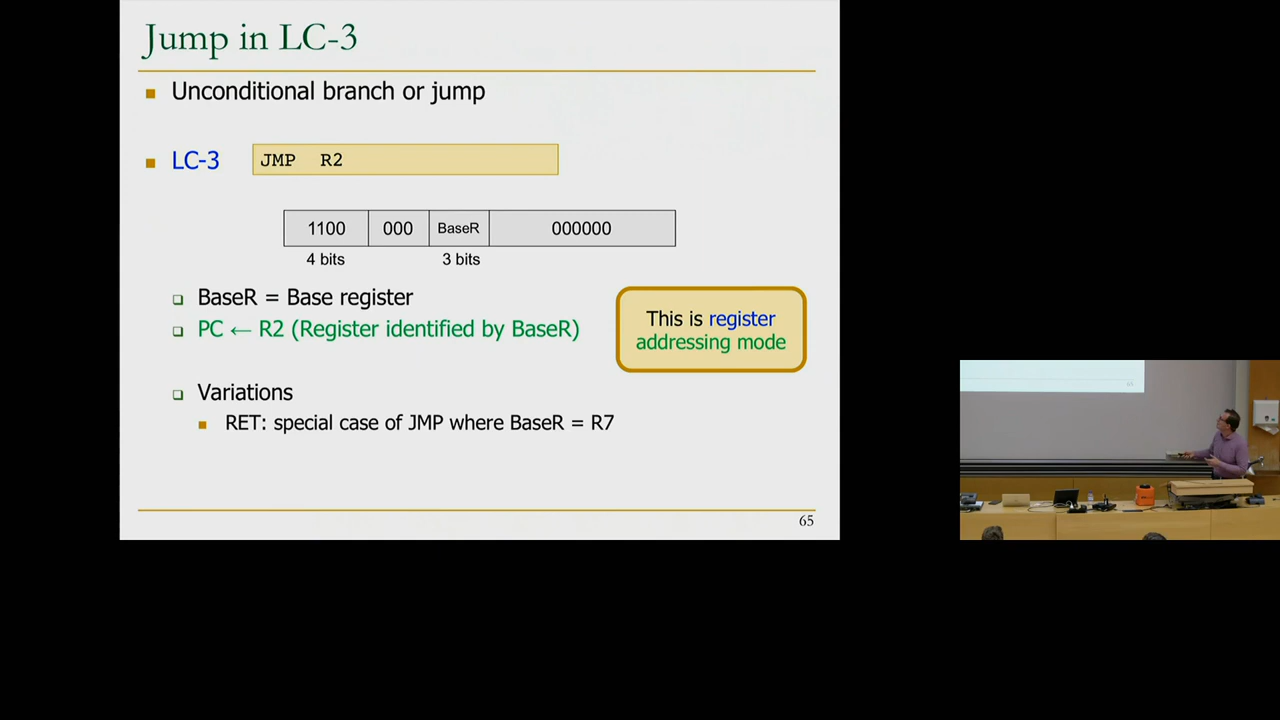 Jump in LC-3
Unconditional branch or jump
LC-3
JMP R2
1100 000 BaseR 000000
4 bits 3 bits
BaseR = Base register
PC ← R2 (Register identified by BaseR)
This is register
addressing mode
Variations
RET: special case of JMP where BaseR = R7
65
65